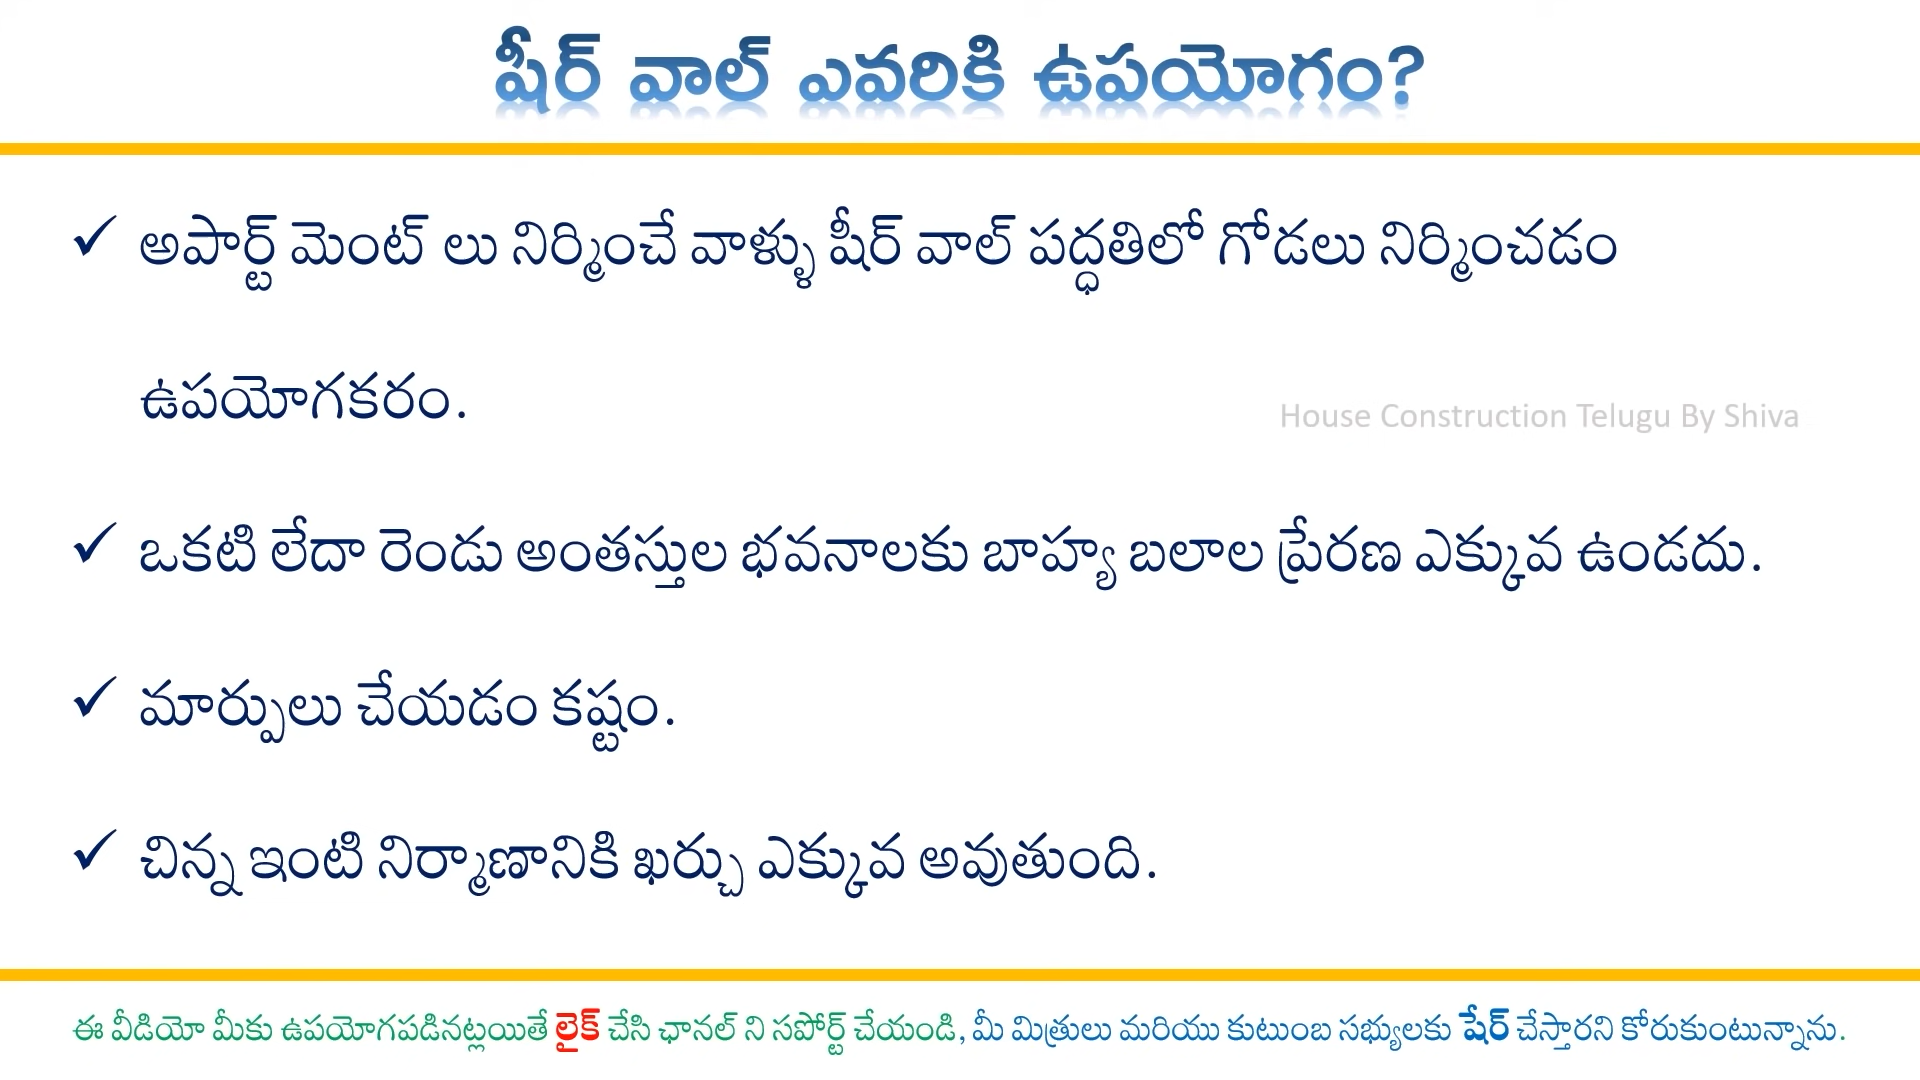 షీర్ వాల్ ఎవరికి ఉపయోగం?
✓ అపార్ట్ మెంట్ లు నిర్మించే వాళ్ళు షీర్ వాల్ పద్ధతిలో గోడలు నిర్మించడం
ఉపయోగకరం.
House Construction Telugu By Shiva
✓ ఒకటి లేదా రెండు అంతస్తుల భవనాలకు బాహ్య బలాల ప్రేరణ ఎక్కువ ఉండదు.
✓ మార్పులు చేయడం కష్టం.
✓ చిన్న ఇంటి నిర్మాణానికి ఖర్చు ఎక్కువ అవుతుంది.
ఈ వీడియో మీకు ఉపయోగపడినట్లయితే లైక్ చేసి ఛానల్ ని సపోర్ట్ చేయండి, మీ మిత్రులు మరియు కుటుంబ సభ్యులకు షేర్ చేస్తారని కోరుకుంటున్నాను.